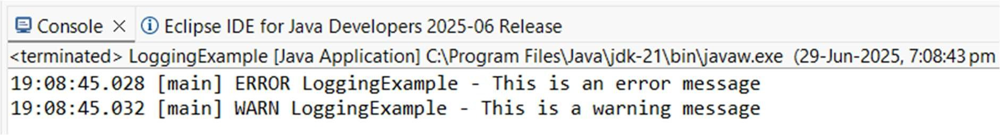 Console Eclipse IDE for Java Developers 2025-06 Release
<terminated> LoggingExample [Java Application] C:\Program Files\Java\jdk-21\bin\javaw.exe (29-Jun-2025, 7:08:43 pm
19:08:45.028 [main] ERROR LoggingExample - This is an error message
19:08:45.032 [main] WARN LoggingExample - This is a warning message